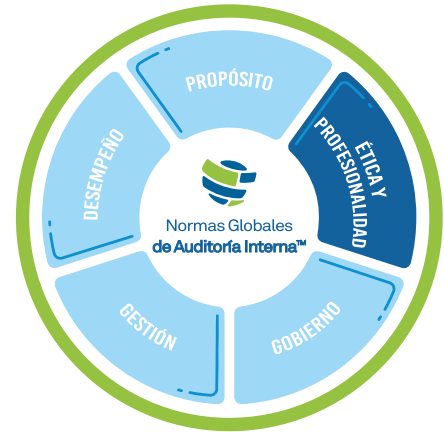 PROPÓSITO
ÉTICA Y
PROFESIONALIDAD
GOBIERNO
GESTIÓN
DESEMPEÑO
Normas Globales
de Auditoría Interna™